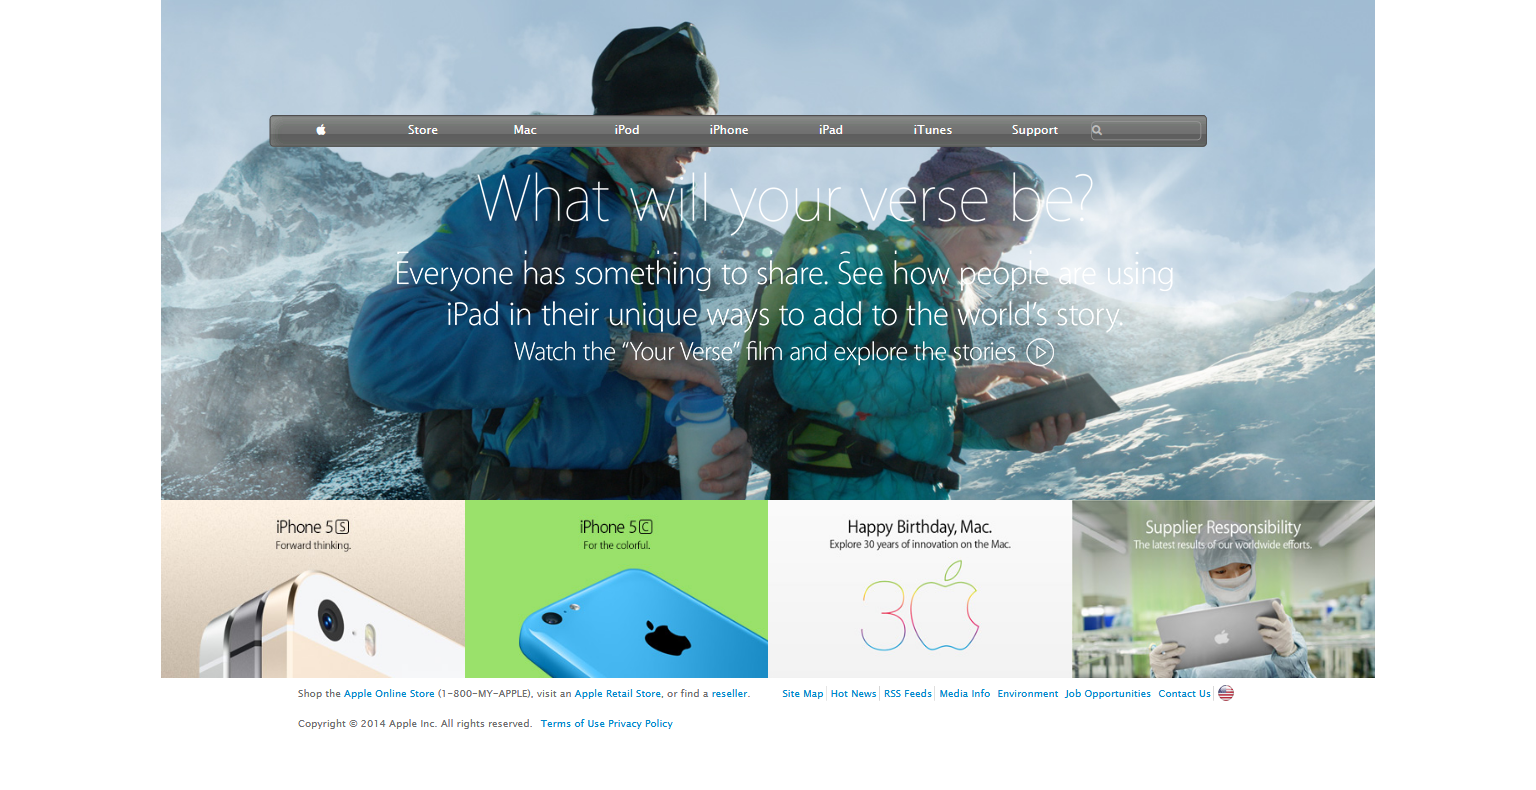 Store Mac iPod iPhone iPad iTunes Support
What will your verse be?
Everyone has something to share. See how people are using
iPad in their unique ways to add to the world's story.
Watch the “Your Verse” film and explore the stories
iPhone 5S
Forward thinking.
iPhone 5C
For the colorful.
Happy Birthday, Mac.
Explore 30 years of innovation on the Mac.
30
Supplier Responsibility
The latest results of our worldwide efforts.
Shop the Apple Online Store (1-800-MY-APPLE), visit an Apple Retail Store, or find a reseller.
Site Map Hot News RSS Feeds Media Info Environment Job Opportunities Contact Us
Copyright © 2014 Apple Inc. All rights reserved. Terms of Use Privacy Policy